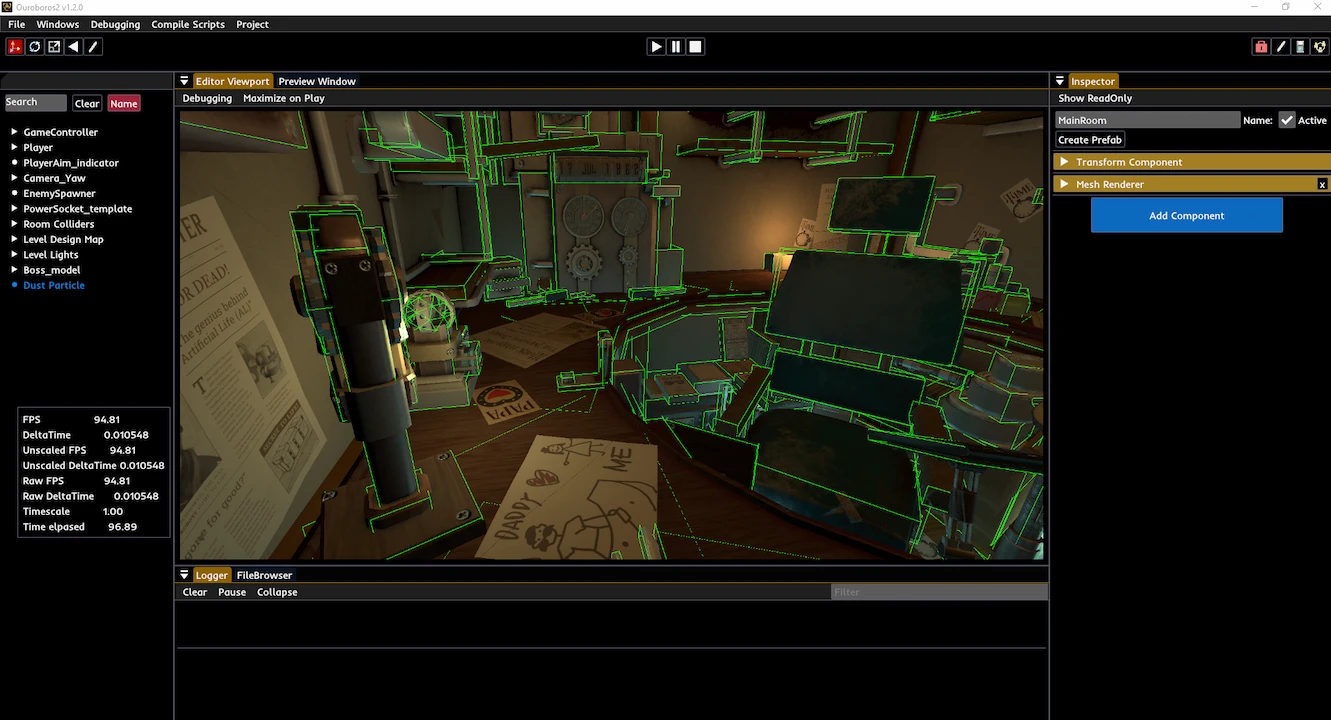 Ouroboros2 v1.2.0
File Windows Debugging Compile Scripts Project
Search Clear Name
GameController
Player
PlayerAim_indicator
Camera_Yaw
EnemySpawner
PowerSocket_template
Room Colliders
Level Design Map
Level Lights
Boss_model
Dust Particle
FPS 94.81
DeltaTime 0.010548
Unscaled FPS 94.81
Unscaled DeltaTime 0.010548
Raw FPS 94.81
Raw DeltaTime 0.010548
Timescale 1.00
Time elpased 96.89
Editor Viewport Preview Window
Debugging Maximize on Play
OR DEAD!
The genius behind
Artificial Life (AL)!
PAPA
DADDY
ME
Logger FileBrowser
Clear Pause Collapse
Filter
Inspector
Show ReadOnly
MainRoom Name: Active
Create Prefab
Transform Component
Mesh Renderer x
Add Component